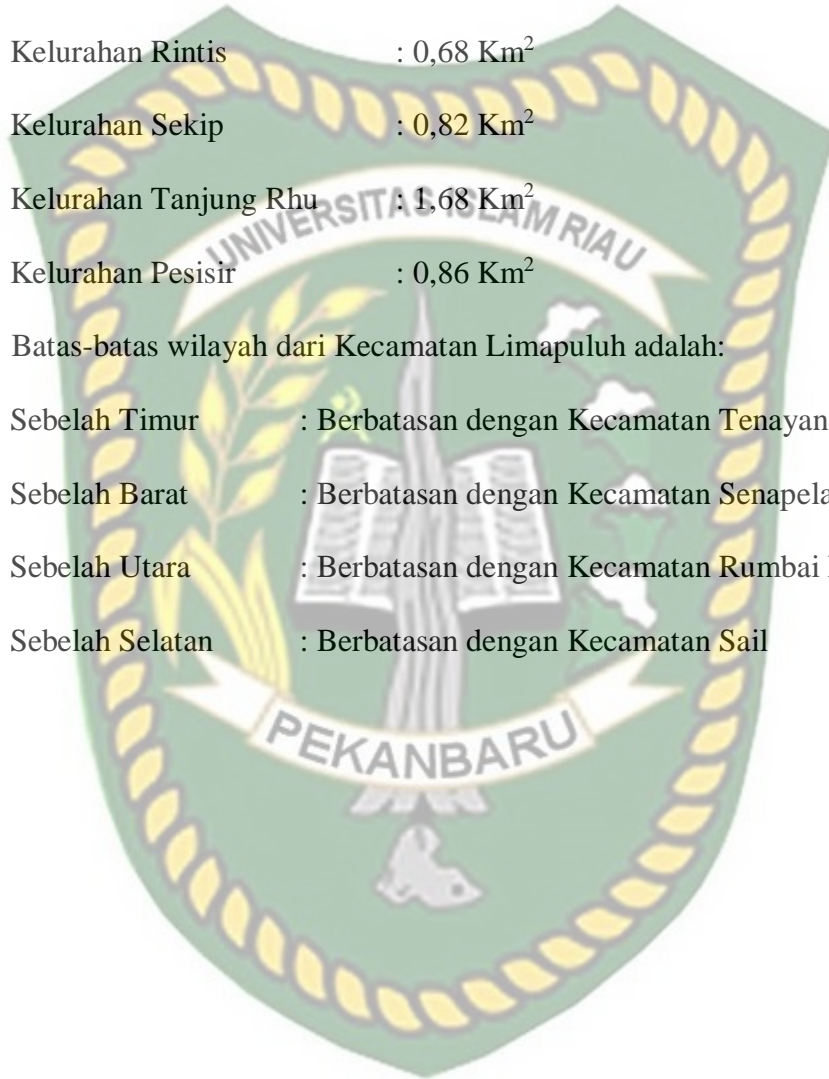 Kelurahan Rintis : 0,68 Km²
Kelurahan Sekip : 0,82 Km²
Kelurahan Tanjung Rhu : 1,68 Km²
UNIVERSITAS ISLAM RIAU
Kelurahan Pesisir : 0,86 Km²
Batas-batas wilayah dari Kecamatan Limapuluh adalah:
Sebelah Timur : Berbatasan dengan Kecamatan Tenayan
Sebelah Barat : Berbatasan dengan Kecamatan Senapela
Sebelah Utara : Berbatasan dengan Kecamatan Rumbai
Sebelah Selatan : Berbatasan dengan Kecamatan Sail
PEKANBARU